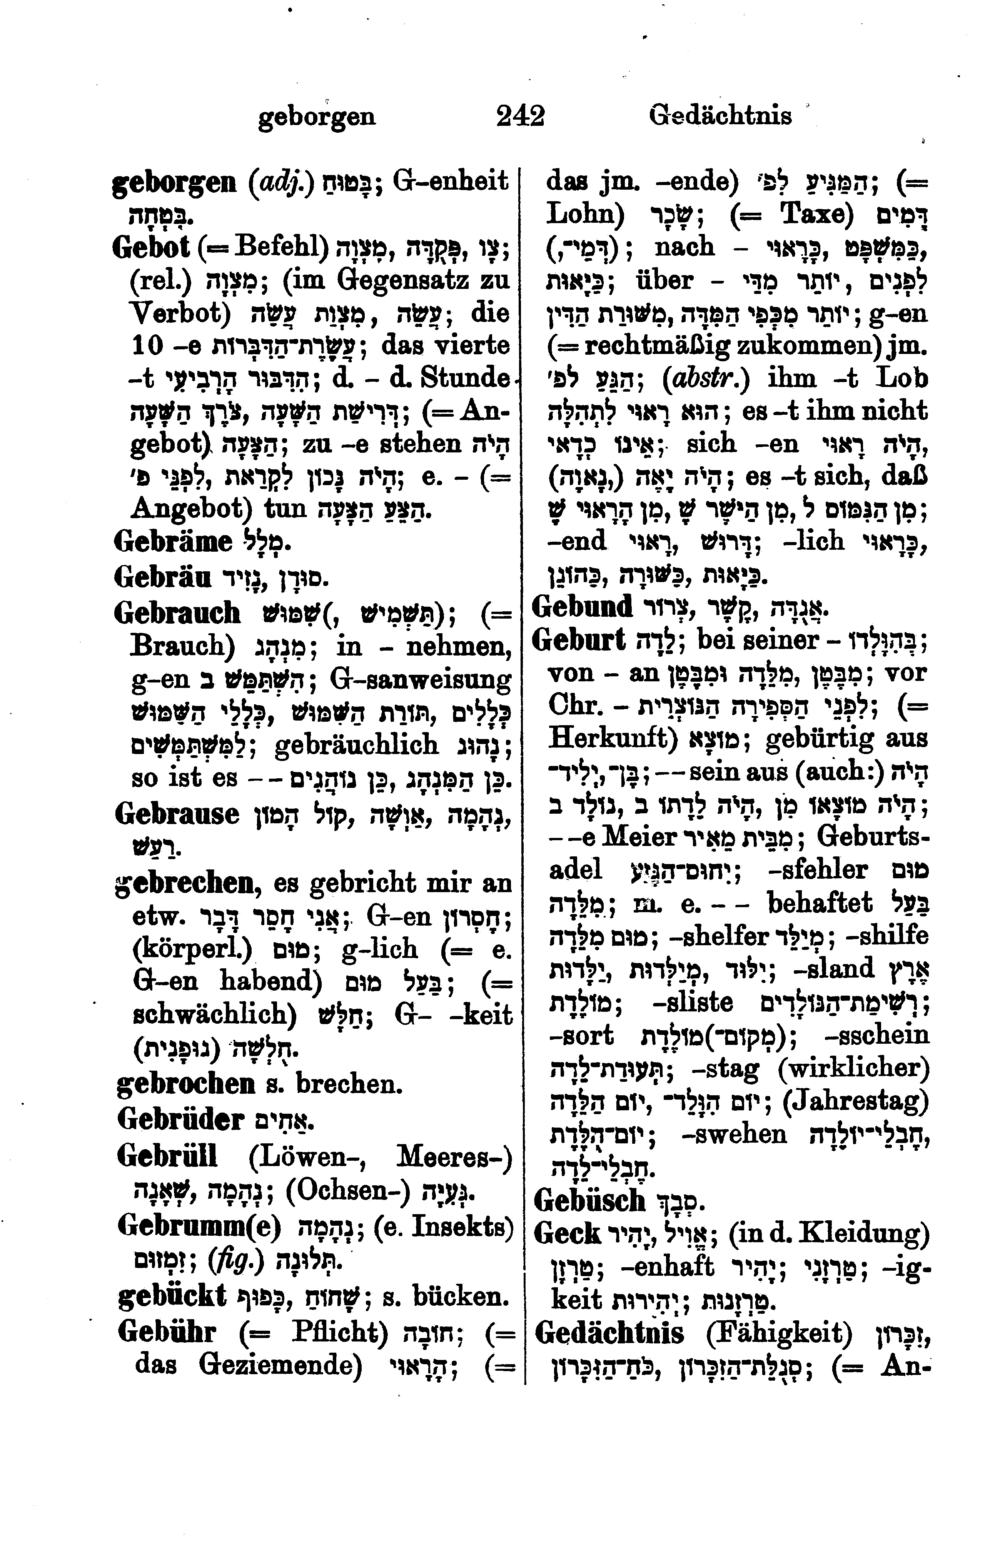 geborgen 242 Gedächtnis
geborgen (adj.) בָּטוּחַ; G-enheit
בִּטְחָה.
Gebot (= Befehl) צַו, פְּקֻדָּה, מִצְוָה;
(rel.) מִצְוָה; (im Gegensatz zu
Verbot) מִצְוַת עֲשֵׂה, עֲשֵׂה; die
10 -e עֲשֶׂרֶת־הַדִּבְּרוֹת; das vierte
-t הַדִּבּוּר הָרְבִיעִי; d. - d. Stunde
דְּרִישַׁת הַשָּׁעָה, צֹרֶךְ הַשָּׁעָה; (= An-
gebot) הַצָּעָה; zu -e stehen הָיֹה
נָכוֹן לִקְרַאת, לִפְנֵי פ'; הָיֹה e. - (=
Angebot) tun הַצֵּעַ הַצָּעָה.
Gebräme מְלָל.
Gebräu סוּדָן, נָזִיד.
Gebrauch שִׁמּוּשׁ (, תַּשְׁמִישׁ); (=
Brauch) מִנְהָג; in - nehmen,
g-en הִשְׁתַּמֵּשׁ ב; G-sanweisung
כְּלָלִים, תּוֹרַת הַשִּׁמּוּשׁ, כְּלָלֵי הַשִּׁמּוּשׁ
לַמִּשְׁתַּמְּשִׁים; gebräuchlich נָהוּג;
so ist es -- כֵּן הַמִּנְהָג, כֵּן נוֹהֲגִים.
Gebrause נְהָמָה, אִוְשָׁה, קוֹל הָמוֹן,
רַעַשׁ.
gebrechen, es gebricht mir an
etw. אֲנִי חָסֵר דָּבָר; G-en חֶסְרוֹן;
(körperl.) מוּם; g-lich (= e.
G-en habend) בַּעַל מוּם; (=
schwächlich) חַלָּשׁ; G- -keit
חֻלְשָׁה (גוּפָנִית).
gebrochen s. brechen.
Gebrüder אַחִים.
Gebrüll (Löwen-, Meeres-)
נְהָמָה, שְׁאָגָה; (Ochsen-) גְּעִיָּה.
Gebrumm(e) נְהָמָה; (e. Insekts)
זִמְזוּם; (fig.) תְּלוּנָה.
gebückt שָׁחוֹחַ, כָּפוּף; s. bücken.
Gebühr (= Pflicht) חוֹבָה; (=
das Geziemende) הָרָאוּי; (=
das jm. -ende) הַמַּגִּיעַ לְפ'; (=
Lohn) שָׂכָר; (= Taxe) דָּמִים
(, דְּמֵי־); nach - כָּרָאוּי, כַּמִּשְׁפָּט,
כַּיָּאוּת; über - יוֹתֵר מִדַּי, לִפְנִים
מִשּׁוּרַת הַדִּין, יוֹתֵר מִכְּפִי הַמִּדָּה; g-en
(= rechtmäßig zukommen) jm.
הַגֵּעַ לְפ'; (abstr.) ihm -t Lob
הוּא רָאוּי לִתְהִלָּה; es -t ihm nicht
אֵינוֹ כְדָאִי; sich -en הָיֹה רָאוּי,
הָיֹה יָאֶה (, נָאוָה); es -t sich, daß
מִן הָרָאוּי שֶׁ, מִן הַיֹּשֶׁר שֶׁ, מִן הַנִּמּוּס ל;
-end רָאוּי, דָּרוּשׁ; -lich כָּרָאוּי,
כַּיָּאוּת, כַּשּׁוּרָה, כַּהוֹגֵן.
Gebund אֲגֻדָּה, קֶשֶׁר, צְרוֹר.
Geburt לֵדָה; bei seiner - בְּהִוָּלְדוֹ;
von - an מִבֶּטֶן, מִלֵּדָה וּמִבֶּטֶן; vor
Chr. - לִפְנֵי הַסְּפִירָה הַנּוֹצְרִית; (=
Herkunft) מוֹצָא; gebürtig aus
בֶּן־, יְלִיד־; -- sein aus (auch:) הָיֹה
נוֹלָד ב, הָיֹה לֵדָתוֹ ב, הָיֹה מוֹצָאוֹ מִן;
--e Meier מִבֵּית מֵאִיר; Geburts-
adel יִחוּס־הַגֶּזַע; -sfehler מוּם
מִלֵּדָה; m. e. -- behaftet בַּעַל
מוּם מִלֵּדָה; -shelfer מְיַלֵּד; -shilfe
יִלּוּד, מְיַלְּדוּת, יַלְדוּת; -sland אֶרֶץ
מוֹלֶדֶת; -sliste רְשִׁימַת־הַנּוֹלָדִים;
-sort (מְקוֹם־)מוֹלֶדֶת; -sschein
תְּעוּדַת־לֵדָה; -stag (wirklicher)
יוֹם הִוָּלֵד־, יוֹם הַלֵּדָה; (Jahrestag)
יוֹם־הֻלֶּדֶת; -swehen חֶבְלֵי־יוֹלֵדָה,
חֶבְלֵי־לֵדָה.
Gebüsch סְבָךְ.
Geck אֱוִיל, יָהִיר; (in d. Kleidung)
טַרְזָן; -enhaft טַרְזָנִי; יָהִיר; -ig-
keit יְהִירוּת; טַרְזָנוּת.
Gedächtnis (Fähigkeit) זִכָּרוֹן,
כֹּחַ־הַזִּכָּרוֹן, סְגֻלַּת־הַזִּכָּרוֹן; (= An-